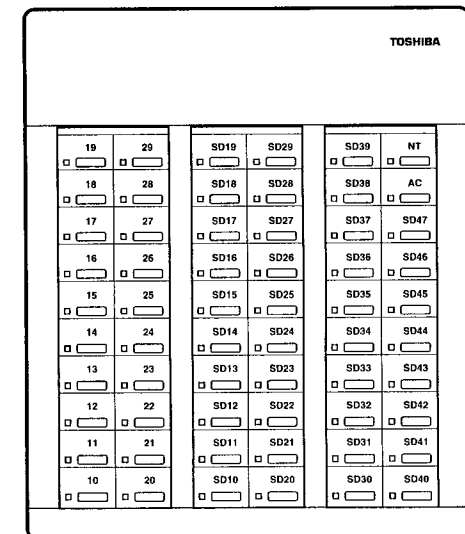 TOSHIBA
19 29 SD19 SD29 SD39 NT
18 28 SD18 SD28 SD38 AC
17 27 SD17 SD27 SD37 SD47
16 26 SD16 SD26 SD36 SD46
15 25 SD15 SD25 SD35 SD45
14 24 SD14 SD24 SD34 SD44
13 23 SD13 SD23 SD33 SD43
12 22 SD12 SD22 SD32 SD42
11 21 SD11 SD21 SD31 SD41
10 20 SD10 SD20 SD30 SD40